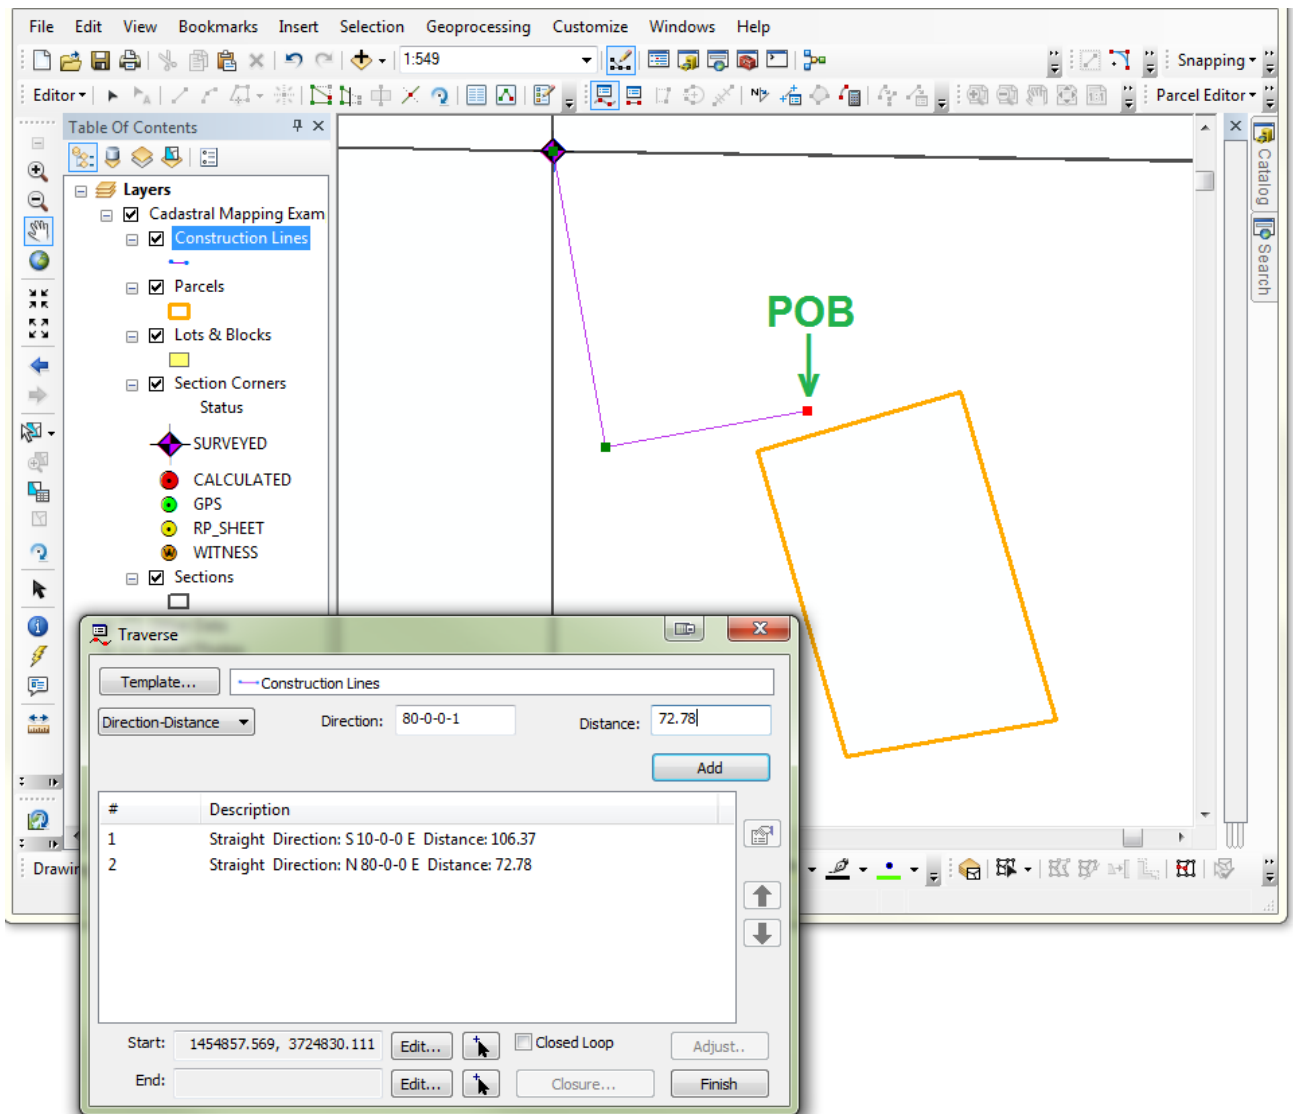 File Edit View Bookmarks Insert Selection Geoprocessing Customize Windows Help
1:549 Snapping
Editor Parcel Editor
Table Of Contents
Layers
Cadastral Mapping Exam
Construction Lines
Parcels
Lots & Blocks
Section Corners
Status
SURVEYED
CALCULATED
GPS
RP_SHEET
WITNESS
Sections
POB
Catalog
Search
Traverse
Template... Construction Lines
Direction-Distance Direction: 80-0-0-1 Distance: 72.78
Add
# Description
1 Straight Direction: S 10-0-0 E Distance: 106.37
2 Straight Direction: N 80-0-0 E Distance: 72.78
Drawin
Start: 1454857.569, 3724830.111 Edit... Closed Loop Adjust..
End: Edit... Closure... Finish